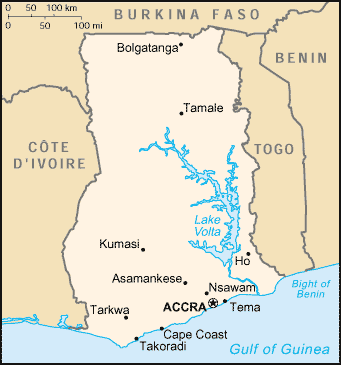 0 50 100 km
0 50 100 mi
BURKINA FASO
BENIN
Bolgatanga
Tamale
CÔTE
D'IVOIRE
TOGO
Lake
Volta
Kumasi
Ho
Asamankese
Nsawam
Bight of
Benin
ACCRA
Tema
Tarkwa
Cape Coast
Takoradi
Gulf of Guinea